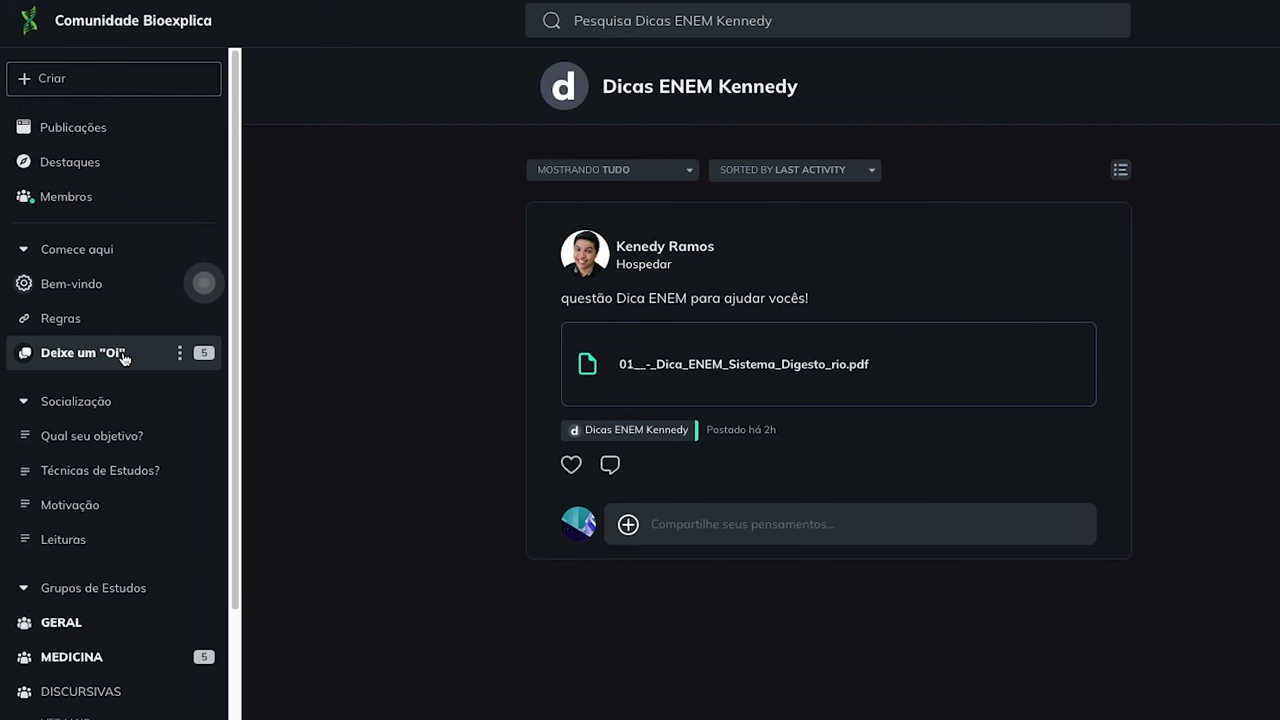 Comunidade Bioexplica
Pesquisa Dicas ENEM Kennedy
Criar
Publicações
Destaques
Membros
Comece aqui
Bem-vindo
Regras
Deixe um "Oi"
5
Socialização
Qual seu objetivo?
Técnicas de Estudos?
Motivação
Leituras
Grupos de Estudos
GERAL
MEDICINA
5
DISCURSIVAS
d
Dicas ENEM Kennedy
MOSTRANDO TUDO
SORTED BY LAST ACTIVITY
Kenedy Ramos
Hospedar
questão Dica ENEM para ajudar vocês!
01__-_Dica_ENEM_Sistema_Digesto_rio.pdf
d Dicas ENEM Kennedy
Postado há 2h
Compartilhe seus pensamentos...